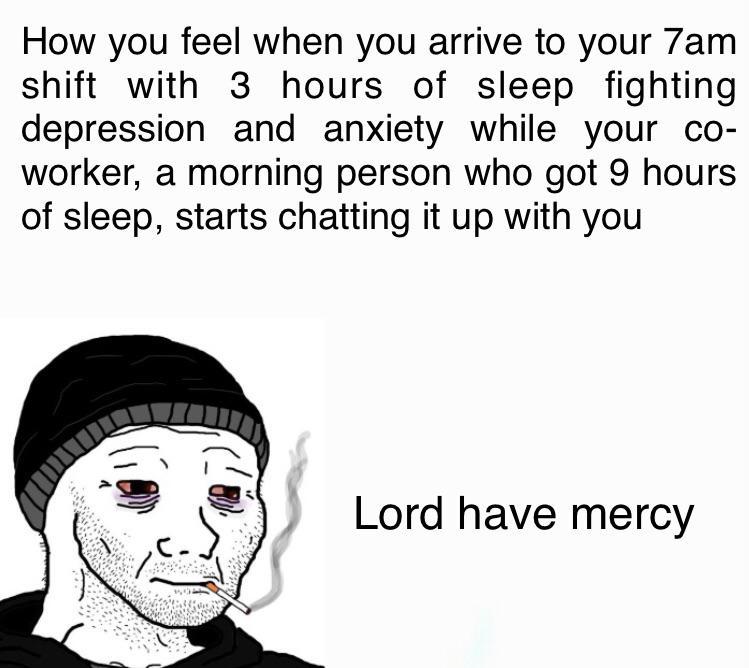 How you feel when you arrive to your 7am
shift with 3 hours of sleep fighting
depression and anxiety while your co-
worker, a morning person who got 9 hours
of sleep, starts chatting it up with you
Lord have mercy